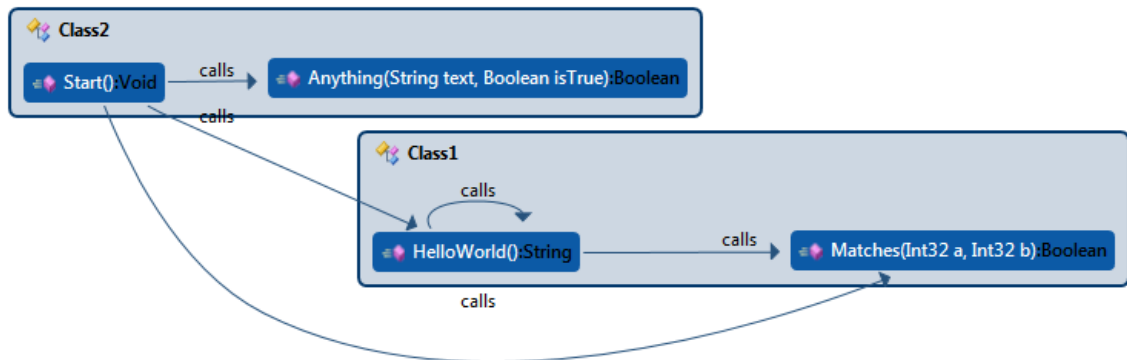 Class2
Start():Void
calls
Anything(String text, Boolean isTrue):Boolean
calls
Class1
calls
HelloWorld():String
calls
Matches(Int32 a, Int32 b):Boolean
calls